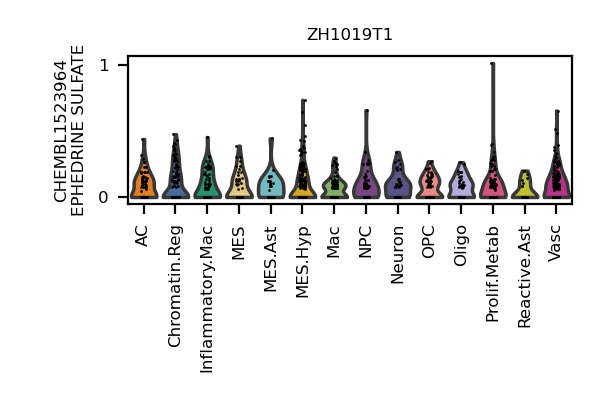 ZH1019T1
CHEMBL1523964
EPHEDRINE SULFATE
1
0
AC
Chromatin.Reg
Inflammatory.Mac
MES
MES.Ast
MES.Hyp
Mac
NPC
Neuron
OPC
Oligo
Prolif.Metab
Reactive.Ast
Vasc